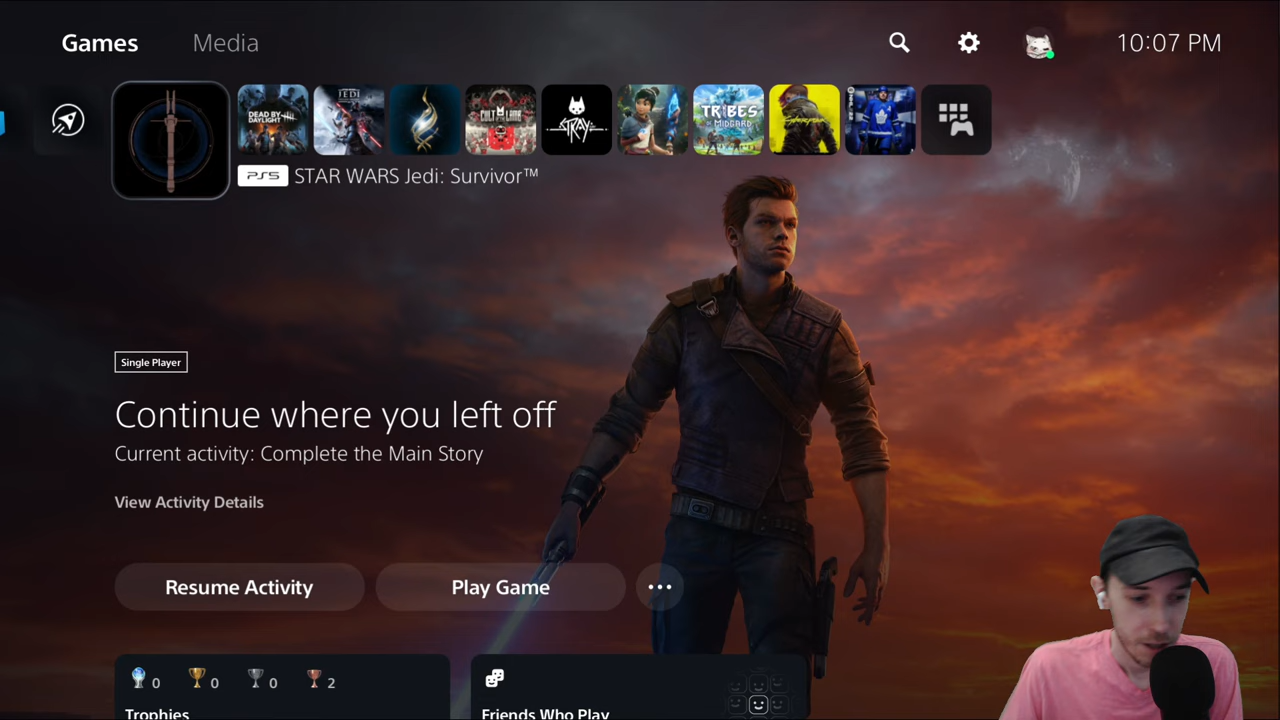 Games
Media
10:07 PM
DEAD BY DAYLIGHT
JEDI
CULT OF THE LAMB
STRAY
TRIBES OF MIDGARD
Cyberpunk
PS5 STAR WARS Jedi: Survivor™
Single Player
Continue where you left off
Current activity: Complete the Main Story
View Activity Details
Resume Activity
Play Game
0
0
0
2
Trophies
Friends Who Play